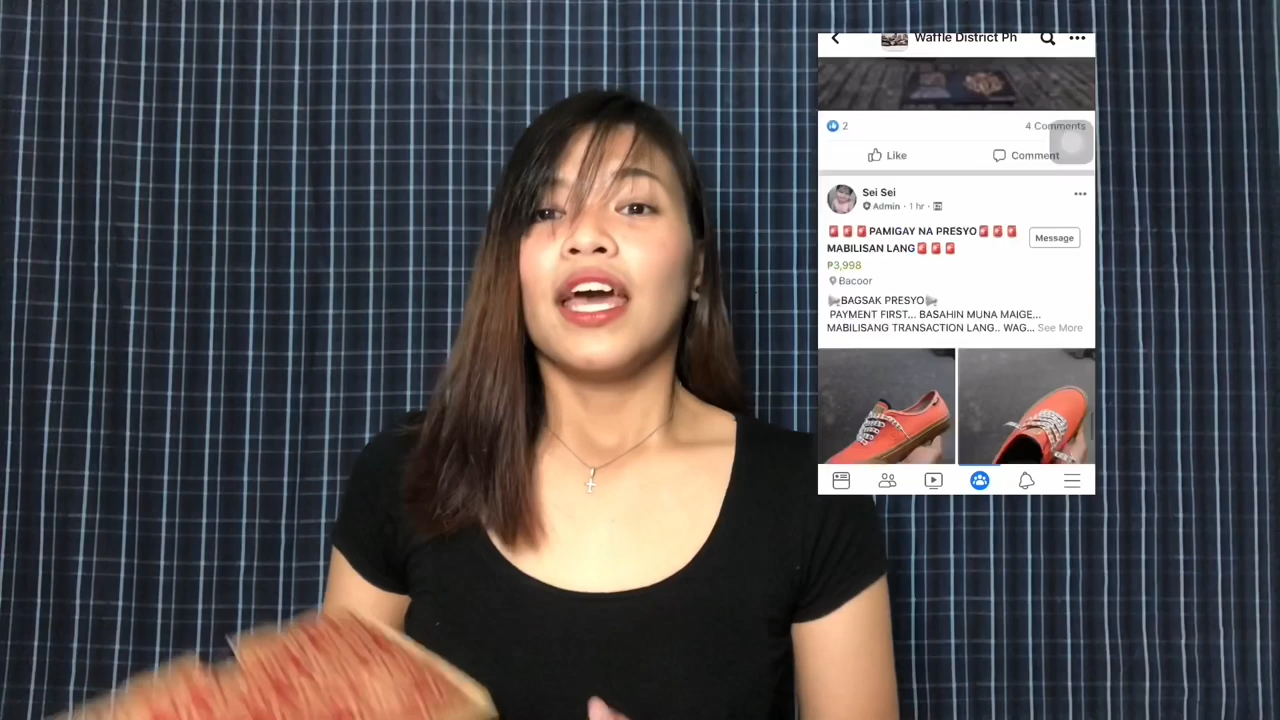 Waffle District Ph
2
4 Comments
Like
Comment
Sei Sei
Admin · 1 hr ·
🚨🚨🚨PAMIGAY NA PRESYO🚨🚨🚨
MABILISAN LANG🚨🚨🚨
Message
₱3,998
Bacoor
📢BAGSAK PRESYO📢
PAYMENT FIRST... BASAHIN MUNA MAIGE...
MABILISANG TRANSACTION LANG.. WAG... See More